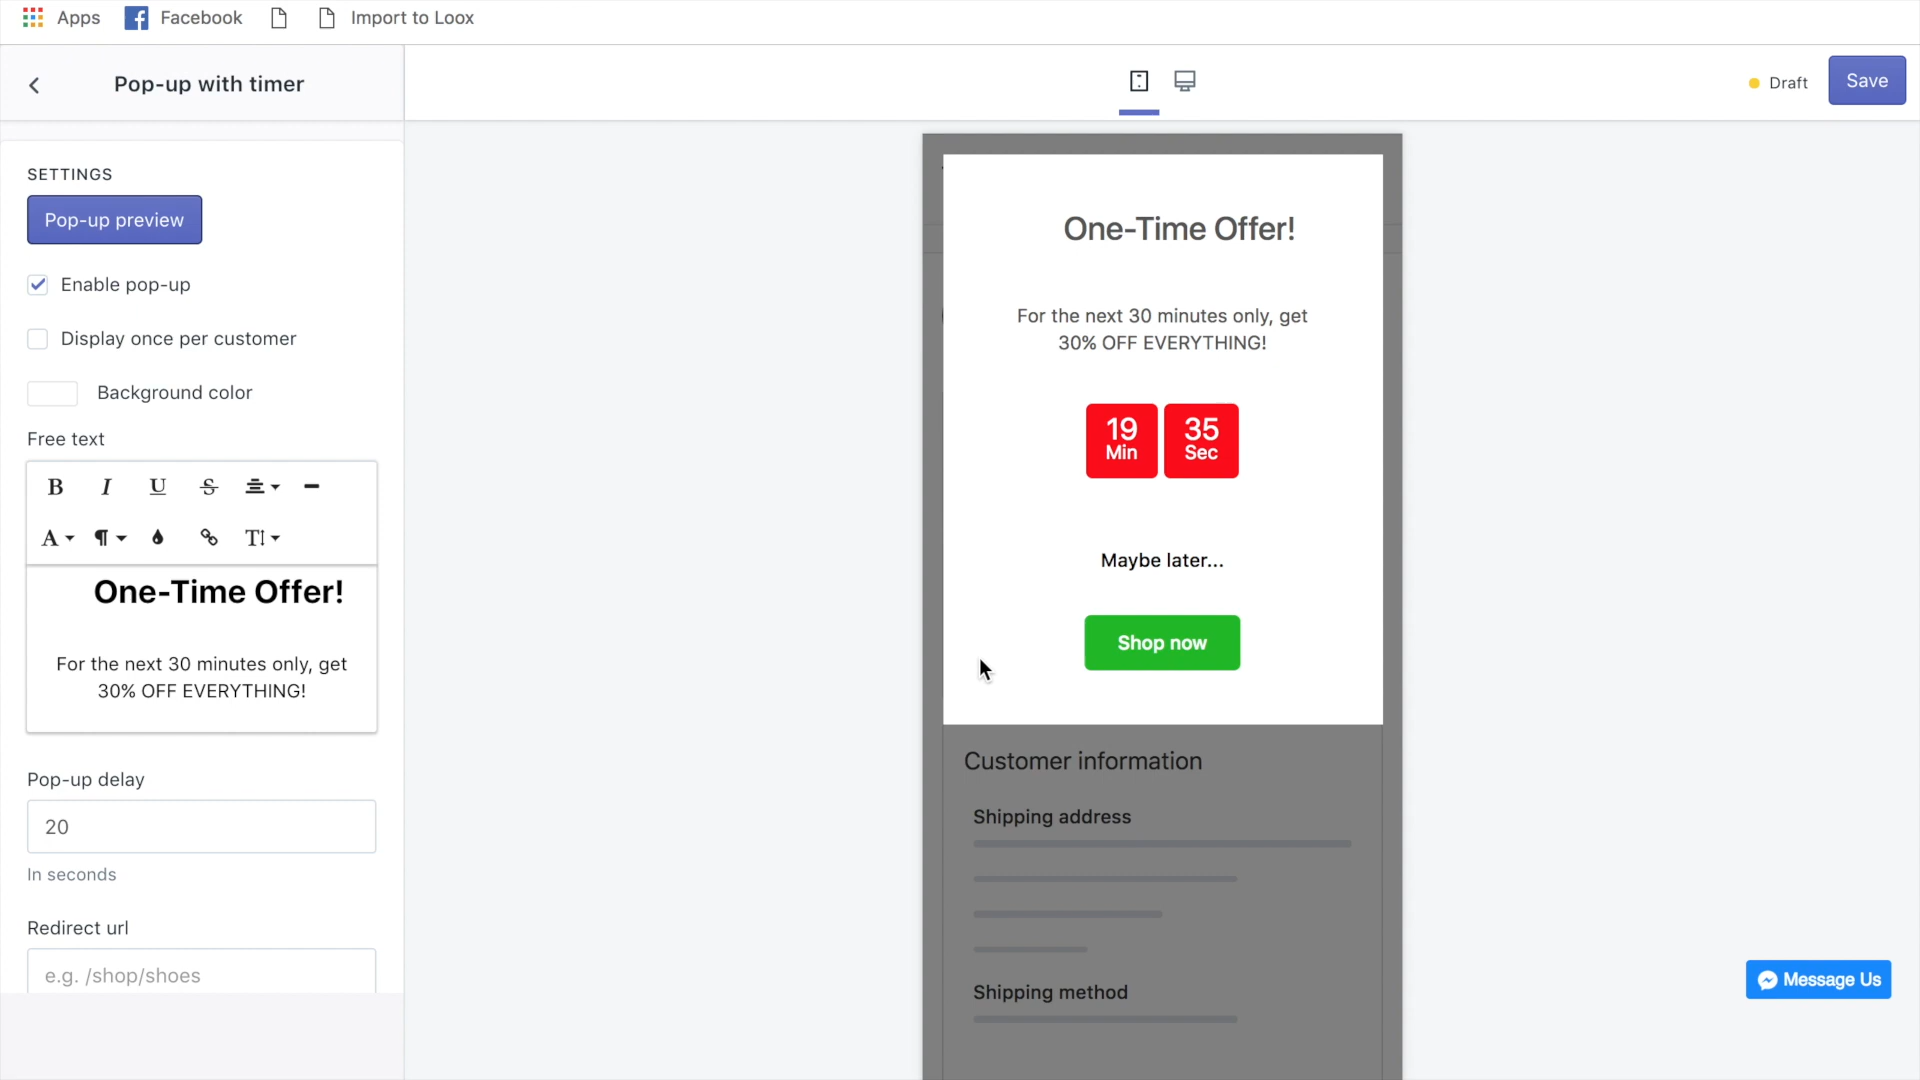 Apps
Facebook
Import to Loox
Pop-up with timer
Draft
Save
SETTINGS
Pop-up preview
Enable pop-up
Display once per customer
Background color
Free text
B I U S
A ¶ T
One-Time Offer!
For the next 30 minutes only, get
30% OFF EVERYTHING!
Pop-up delay
20
In seconds
Redirect url
e.g. /shop/shoes
One-Time Offer!
For the next 30 minutes only, get
30% OFF EVERYTHING!
19 35
Min Sec
Maybe later...
Shop now
Customer information
Shipping address
Shipping method
Message Us